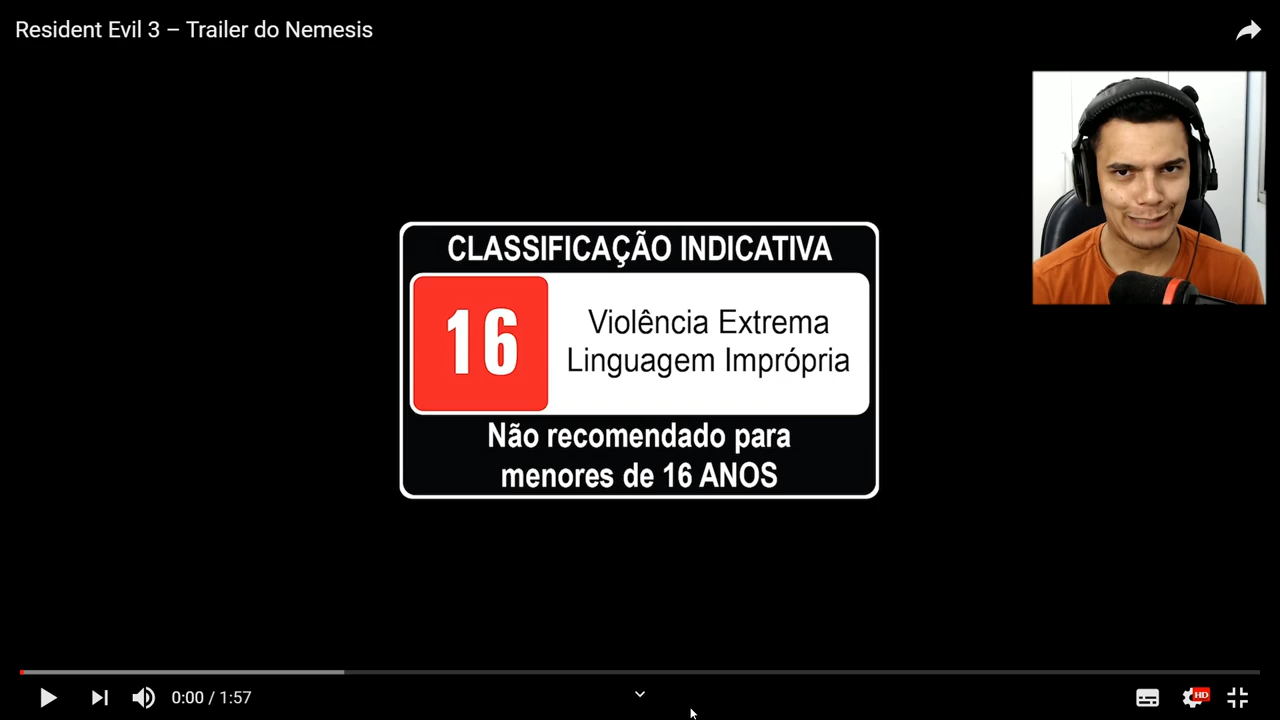 Resident Evil 3 – Trailer do Nemesis
CLASSIFICAÇÃO INDICATIVA
16
Violência Extrema
Linguagem Imprópria
Não recomendado para
menores de 16 ANOS
0:00 / 1:57
HD